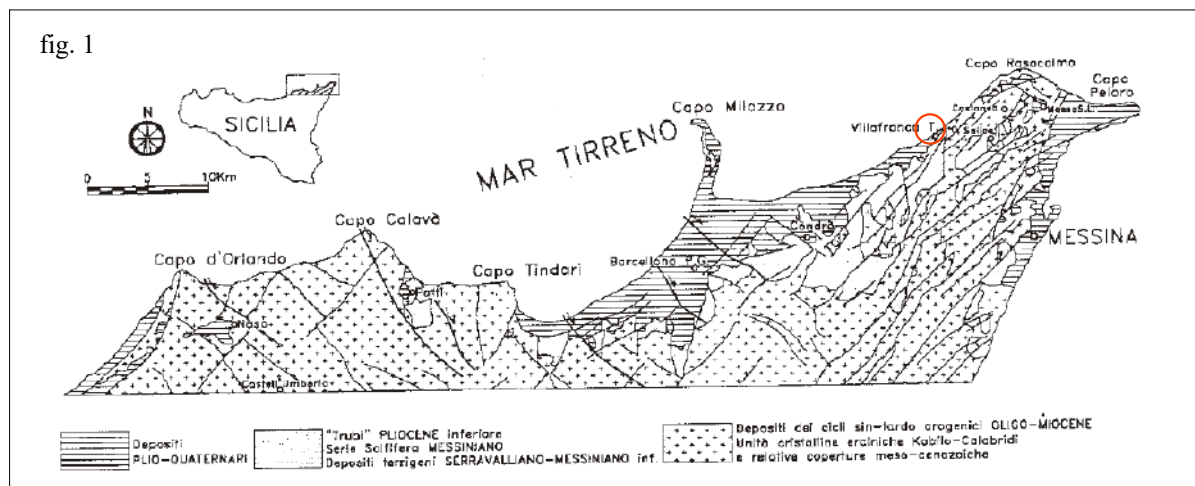 fig. 1
N
SICILIA
0 5 10Km
MAR TIRRENO
Capo Rasocolmo
Capo
Peloro
Capo Milazzo
Villafranca T.
MESSINA
Capo Calavà
Capo d'Orlando
Capo Tindari
Condrò
Barcellona P. G.
Patti
Naso
Castell'Umberto
Depositi
PLIO-QUATERNARI
"Trubi" PLIOCENE inferiore
Serie Solfifera MESSINIANO
Depositi terrigeni SERRAVALLIANO-MESSINIANO inf.
Depositi dei cicli sin-tardo orogenici OLIGO-MIOCENE
Unità cristalline erciniche Kabilo-Calabridi
e relative coperture meso-cenozoiche